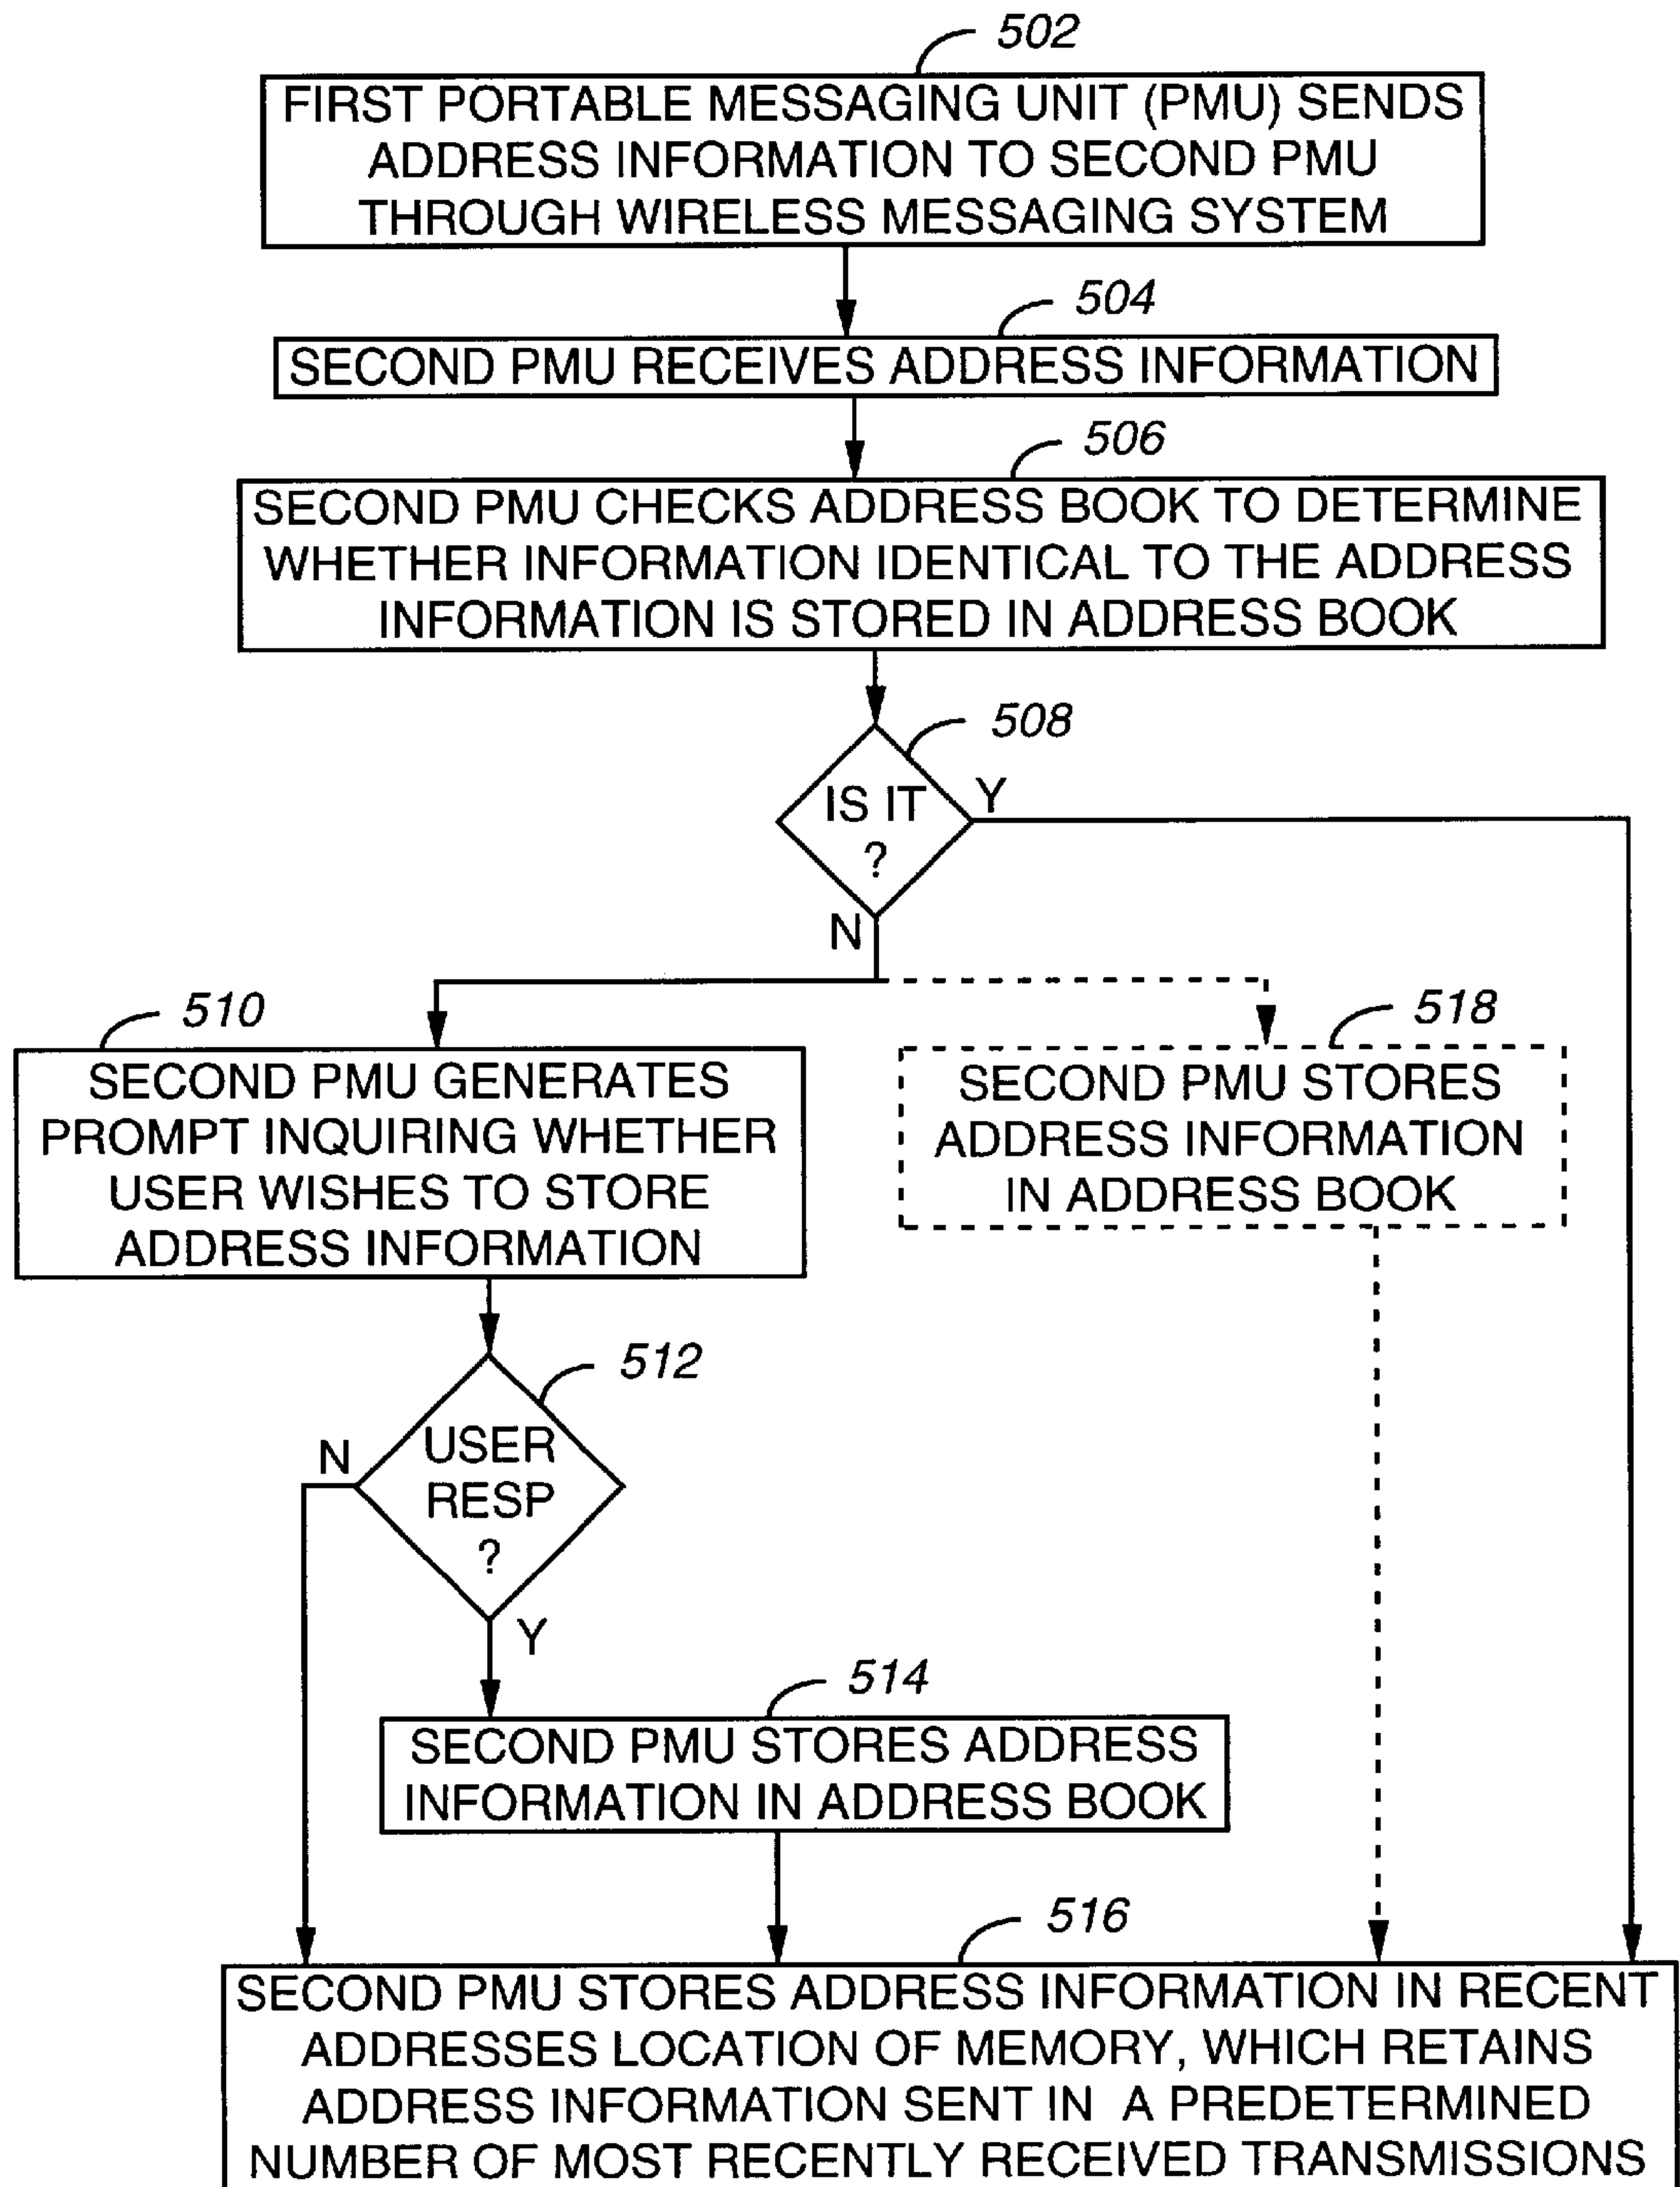 502
FIRST PORTABLE MESSAGING UNIT (PMU) SENDS
ADDRESS INFORMATION TO SECOND PMU
THROUGH WIRELESS MESSAGING SYSTEM
504
SECOND PMU RECEIVES ADDRESS INFORMATION
506
SECOND PMU CHECKS ADDRESS BOOK TO DETERMINE
WHETHER INFORMATION IDENTICAL TO THE ADDRESS
INFORMATION IS STORED IN ADDRESS BOOK
508
IS IT
?
Y
N
510
SECOND PMU GENERATES
PROMPT INQUIRING WHETHER
USER WISHES TO STORE
ADDRESS INFORMATION
518
SECOND PMU STORES
ADDRESS INFORMATION
IN ADDRESS BOOK
512
USER
RESP
?
N
Y
514
SECOND PMU STORES ADDRESS
INFORMATION IN ADDRESS BOOK
516
SECOND PMU STORES ADDRESS INFORMATION IN RECENT
ADDRESSES LOCATION OF MEMORY, WHICH RETAINS
ADDRESS INFORMATION SENT IN A PREDETERMINED
NUMBER OF MOST RECENTLY RECEIVED TRANSMISSIONS